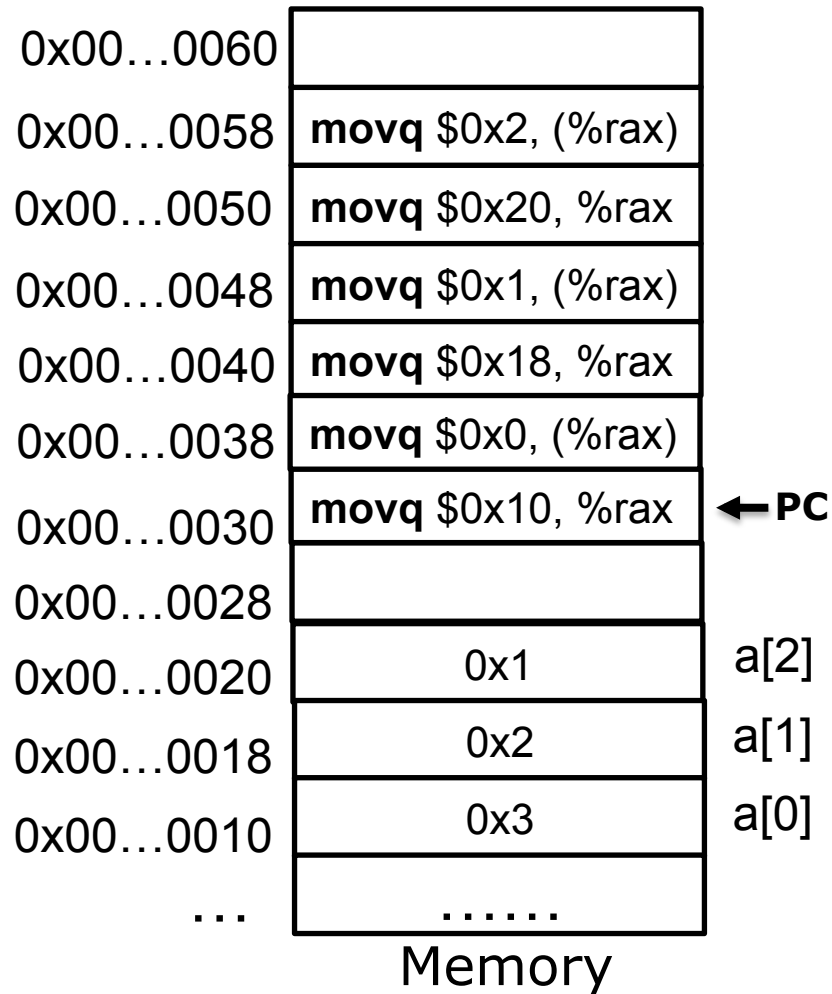 0x00…0060
0x00…0058 movq $0x2, (%rax)
0x00…0050 movq $0x20, %rax
0x00…0048 movq $0x1, (%rax)
0x00…0040 movq $0x18, %rax
0x00…0038 movq $0x0, (%rax)
0x00…0030 movq $0x10, %rax PC
0x00…0028
0x00…0020 0x1 a[2]
0x00…0018 0x2 a[1]
0x00…0010 0x3 a[0]
… ……
Memory